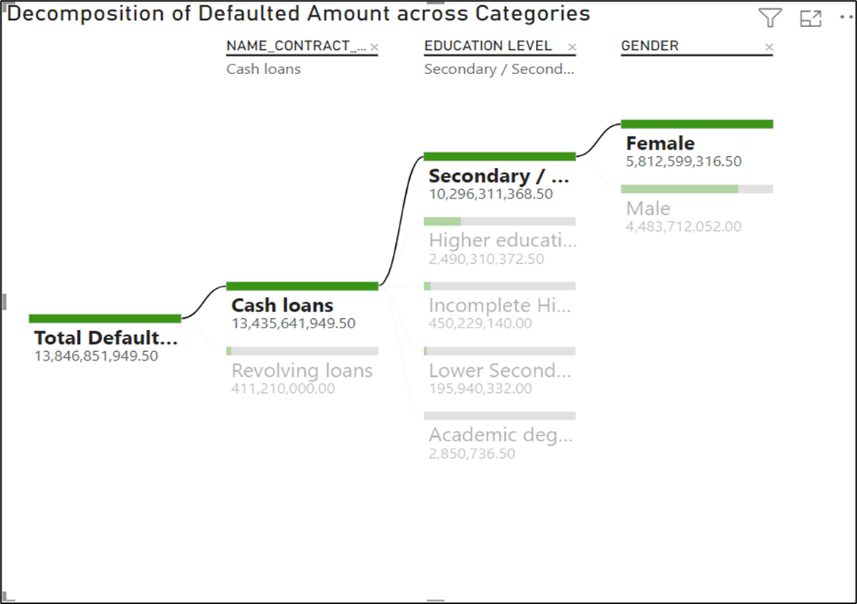 Decomposition of Defaulted Amount across Categories
NAME_CONTRACT_... ×
EDUCATION LEVEL ×
GENDER ×
Cash loans
Secondary / Second...
Total Default...
13,846,851,949.50
Cash loans
13,435,641,949.50
Revolving loans
411,210,000.00
Secondary / ...
10,296,311,368.50
Higher educati...
2,490,310,372.50
Incomplete Hi...
450,229,140.00
Lower Second...
195,940,332.00
Academic deg...
2,850,736.50
Female
5,812,599,316.50
Male
4,483,712,052.00